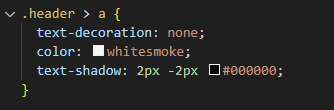 .header > a {
text-decoration: none;
color: whitesmoke;
text-shadow: 2px -2px #000000;
}